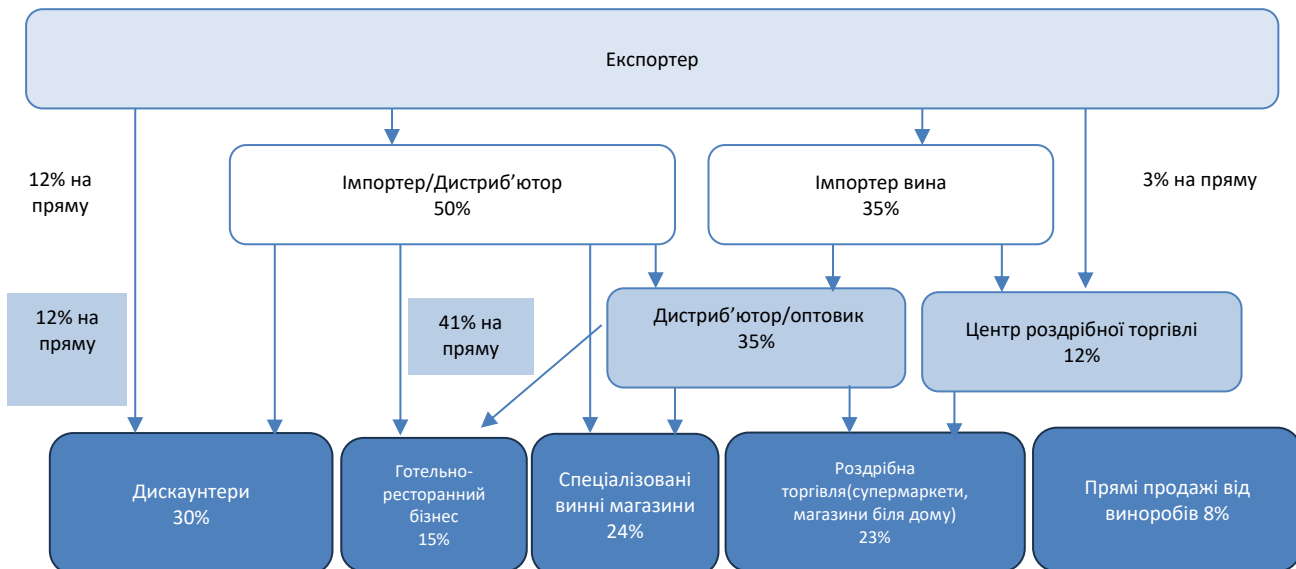 Експортер
12% на
пряму
Імпортер/Дистриб’ютор
50%
Імпортер вина
35%
3% на пряму
12% на
пряму
41% на
пряму
Дистриб’ютор/оптовик
35%
Центр роздрібної торгівлі
12%
Дискаунтери
30%
Готельно-
ресторанний
бізнес
15%
Спеціалізовані
винні магазини
24%
Роздрібна
торгівля(супермаркети,
магазини біля дому)
23%
Прямі продажі від
виноробів 8%